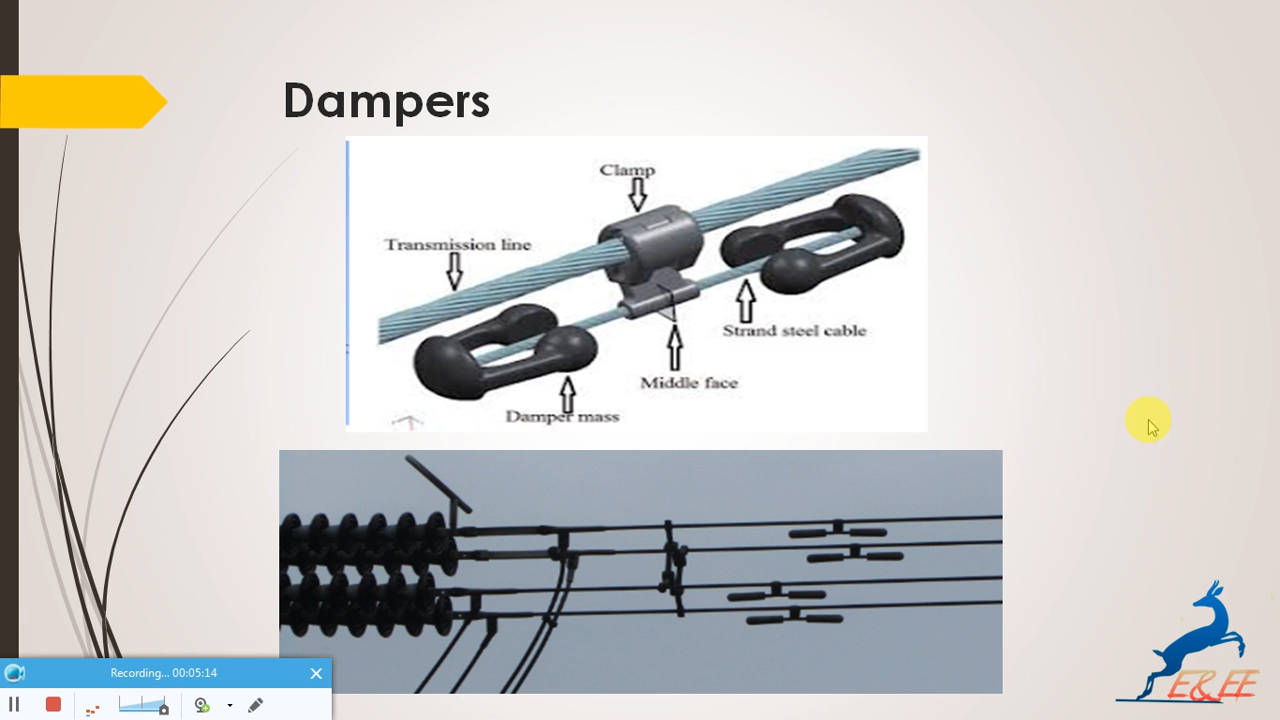 Dampers
Clamp
Transmission line
Strand steel cable
Middle face
Damper mass
E&EE
Recording... 00:05:14